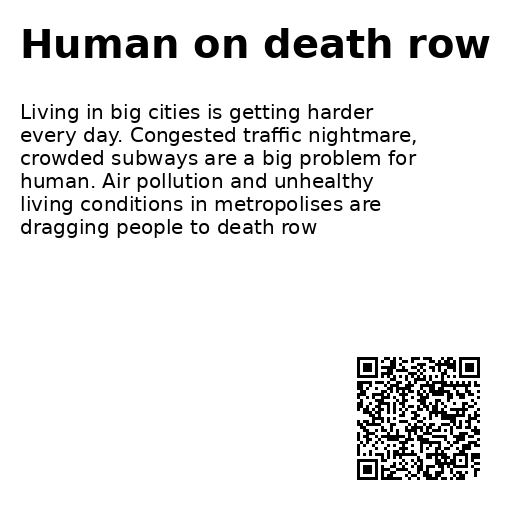 Human on death row
Living in big cities is getting harder
every day. Congested traffic nightmare,
crowded subways are a big problem for
human. Air pollution and unhealthy
living conditions in metropolises are
dragging people to death row